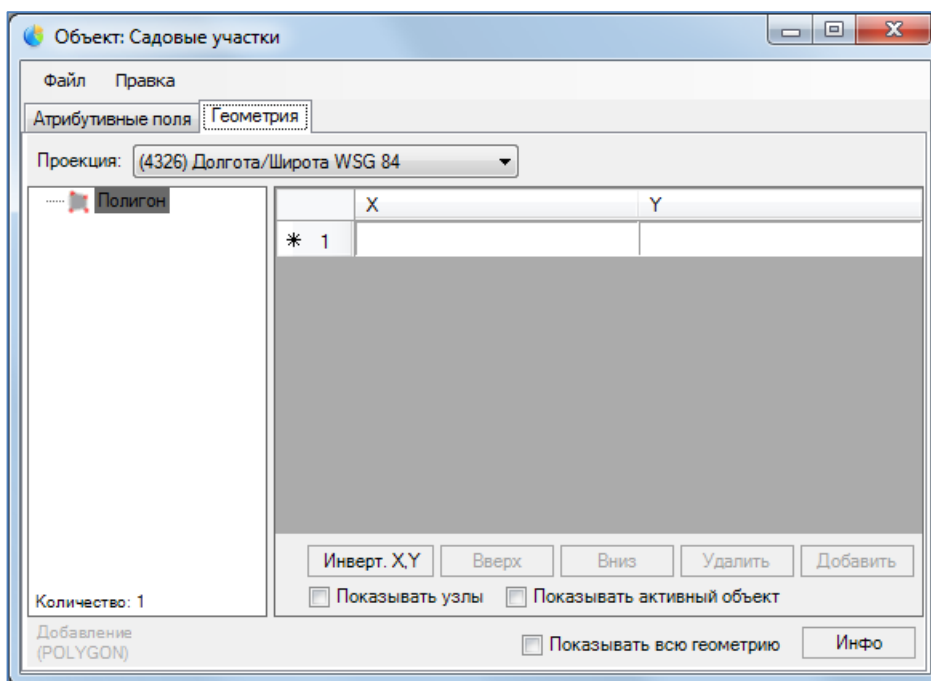 Объект: Садовые участки
Файл Правка
Атрибутивные поля Геометрия
Проекция: (4326) Долгота/Широта WSG 84
Полигон
X Y
* 1
Инверт. X,Y Вверх Вниз Удалить Добавить
Количество: 1 Показывать узлы Показывать активный объект
Добавление
(POLYGON) Показывать всю геометрию Инфо